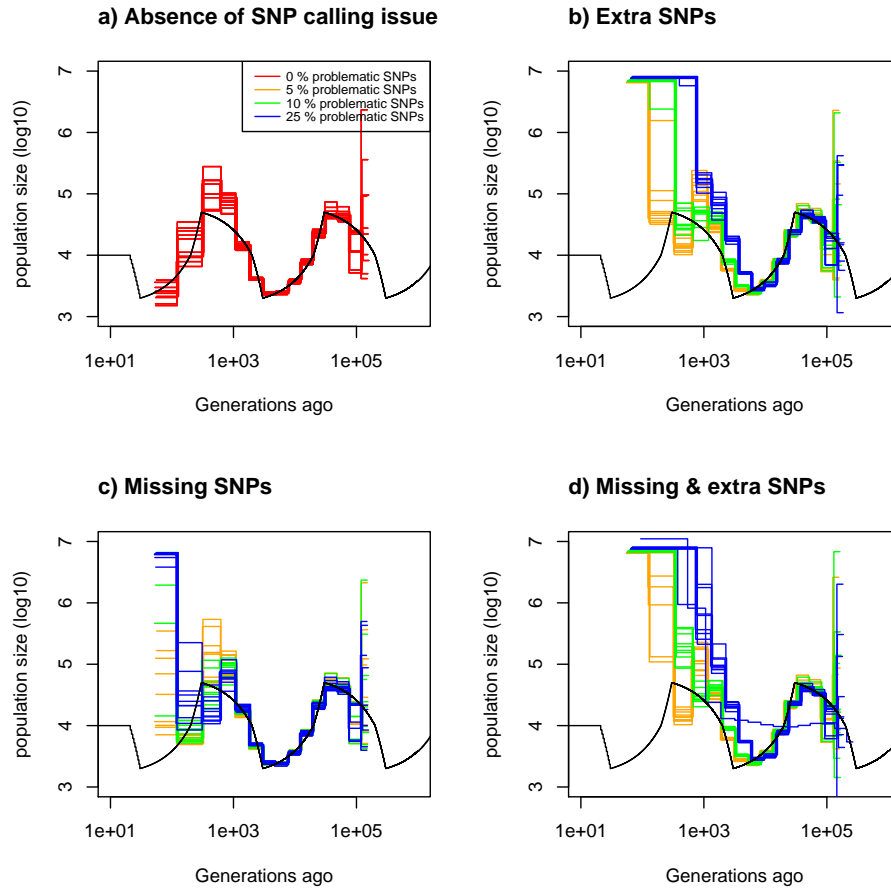 a) Absence of SNP calling issue
population size (log10)
7
6
5
4
3
0 % problematic SNPs
5 % problematic SNPs
10 % problematic SNPs
25 % problematic SNPs
1e+01 1e+03 1e+05
Generations ago
b) Extra SNPs
population size (log10)
7
6
5
4
3
1e+01 1e+03 1e+05
Generations ago
c) Missing SNPs
population size (log10)
7
6
5
4
3
1e+01 1e+03 1e+05
Generations ago
d) Missing & extra SNPs
population size (log10)
7
6
5
4
3
1e+01 1e+03 1e+05
Generations ago